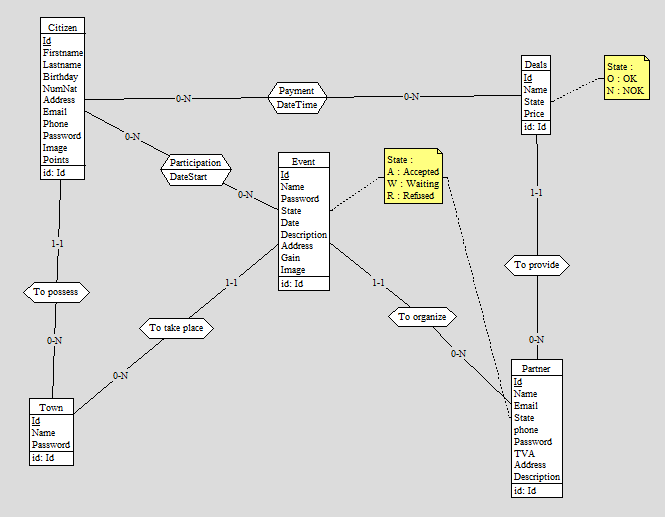 Citizen
Id
Firstname
Lastname
Birthday
NumNat
Address
Email
Phone
Password
Image
Points
id: Id
0-N
Payment
DateTime
0-N
Deals
Id
Name
State
Price
id: Id
State :
O : OK
N : NOK
0-N
Participation
DateStart
0-N
Event
Id
Name
Password
State
Date
Description
Address
Gain
Image
id: Id
State :
A : Accepted
W : Waiting
R : Refused
1-1
To possess
0-N
1-1
To take place
0-N
1-1
To organize
0-N
1-1
To provide
0-N
Town
Id
Name
Password
id: Id
Partner
Id
Name
Email
State
phone
Password
TVA
Address
Description
id: Id